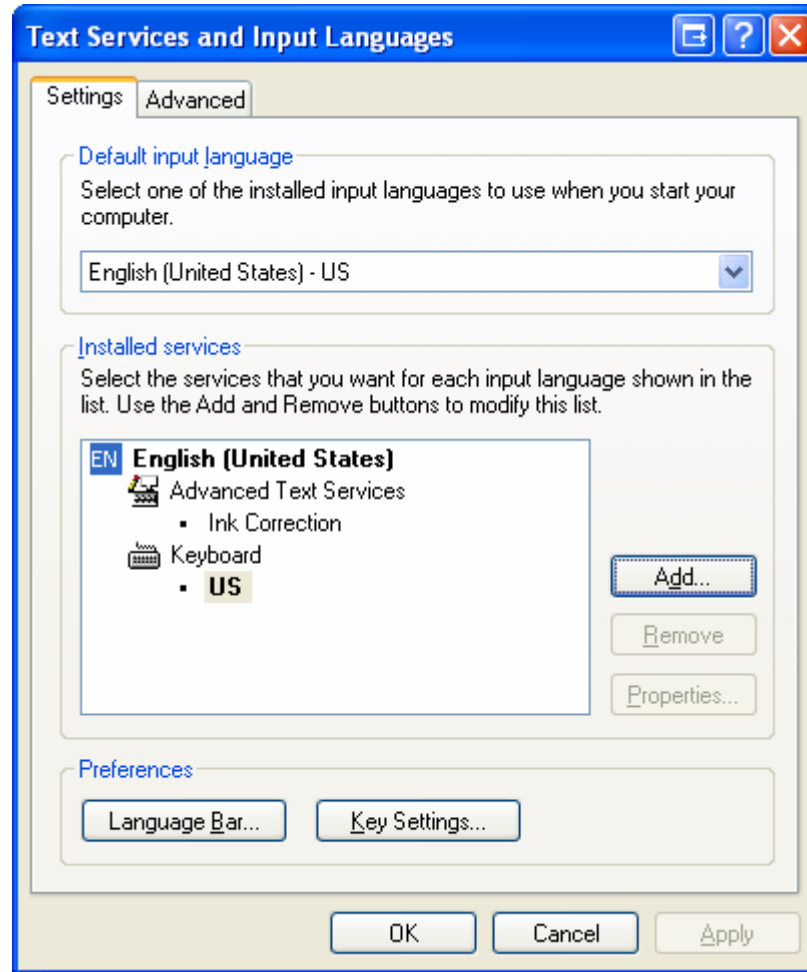 Text Services and Input Languages
Settings
Advanced
Default input language
Select one of the installed input languages to use when you start your
computer.
English (United States) - US
Installed services
Select the services that you want for each input language shown in the
list. Use the Add and Remove buttons to modify this list.
EN English (United States)
Advanced Text Services
▪ Ink Correction
Keyboard
▪ US
Add...
Remove
Properties...
Preferences
Language Bar...
Key Settings...
OK
Cancel
Apply